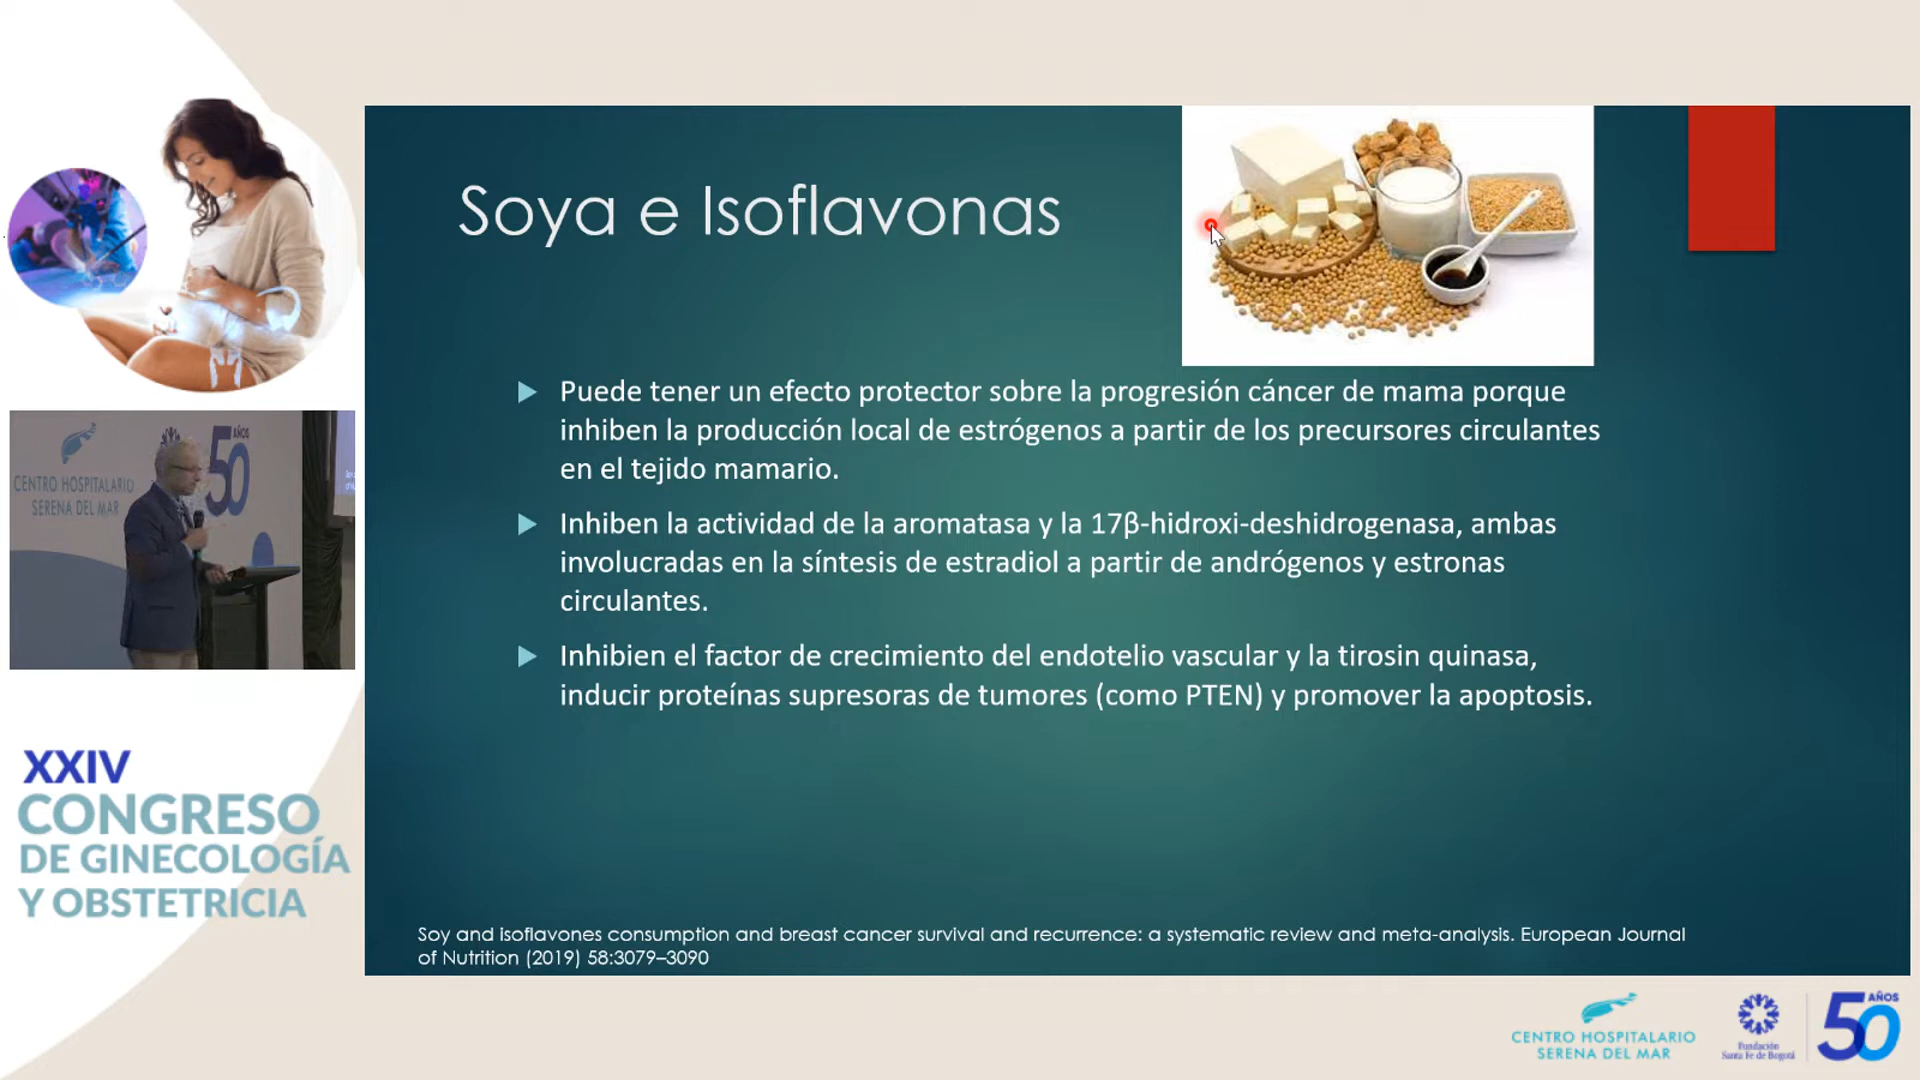 Soya e Isoflavonas
Puede tener un efecto protector sobre la progresión cáncer de mama porque
inhiben la producción local de estrógenos a partir de los precursores circulantes
en el tejido mamario.
Inhiben la actividad de la aromatasa y la 17β-hidroxi-deshidrogenasa, ambas
involucradas en la síntesis de estradiol a partir de andrógenos y estronas
circulantes.
Inhibien el factor de crecimiento del endotelio vascular y la tirosin quinasa,
inducir proteínas supresoras de tumores (como PTEN) y promover la apoptosis.
Soy and isoflavones consumption and breast cancer survival and recurrence: a systematic review and meta-analysis. European Journal
of Nutrition (2019) 58:3079–3090
CENTRO HOSPITALARIO
SERENA DEL MAR
AÑOS
50
XXIV
CONGRESO
DE GINECOLOGÍA
Y OBSTETRICIA
CENTRO HOSPITALARIO
SERENA DEL MAR
Fundación
Santa Fe de Bogotá
AÑOS
50